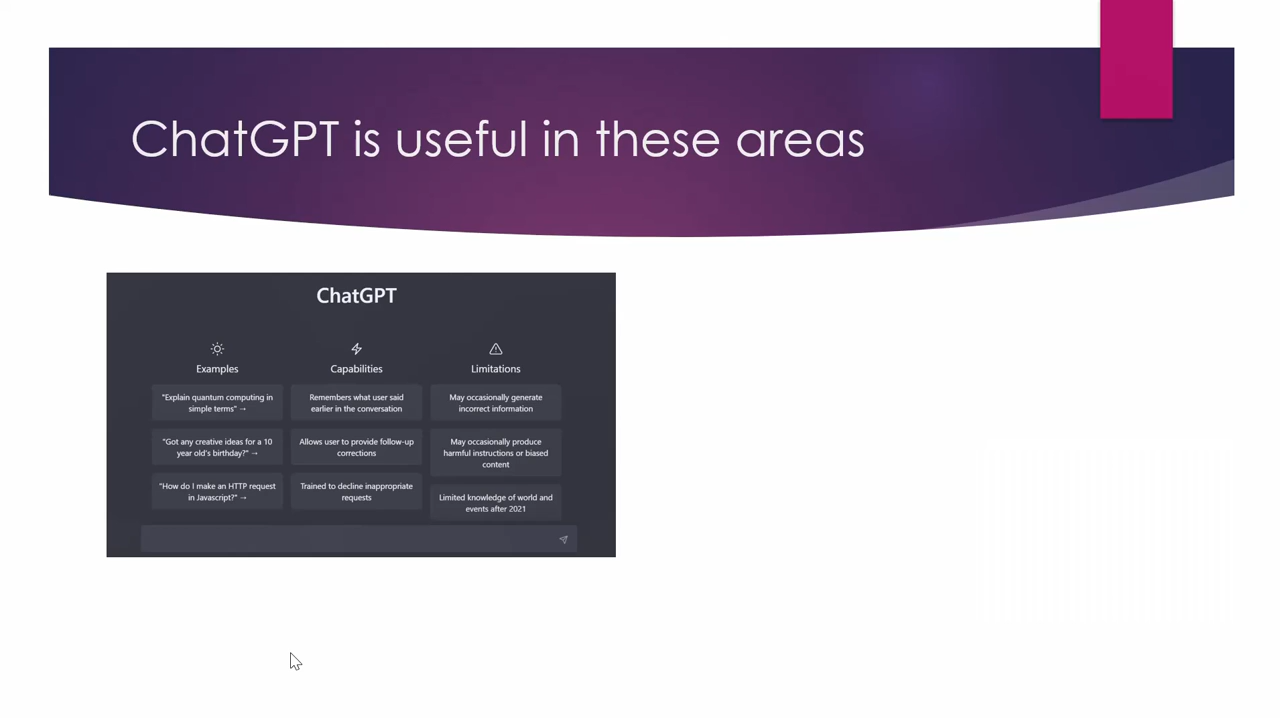 ChatGPT is useful in these areas
ChatGPT
Examples
"Explain quantum computing in
simple terms" →
"Got any creative ideas for a 10
year old's birthday?" →
"How do I make an HTTP request
in Javascript?" →
Capabilities
Remembers what user said
earlier in the conversation
Allows user to provide follow-up
corrections
Trained to decline inappropriate
requests
Limitations
May occasionally generate
incorrect information
May occasionally produce
harmful instructions or biased
content
Limited knowledge of world and
events after 2021